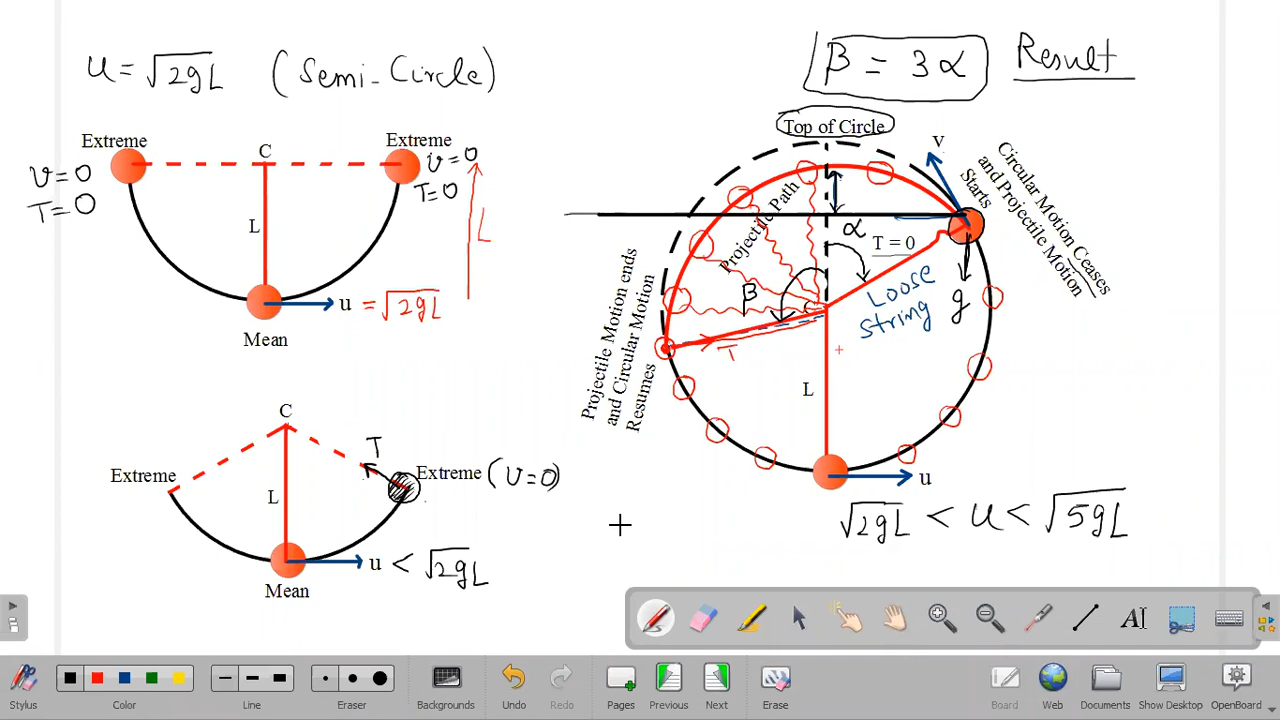 u = √2gL (Semi-Circle)
Extreme
C
Extreme
v=0
T=0
v=0
T=0
L
L
u = √2gL
Mean
C
T
Extreme
Extreme (v=0)
L
u < √2gL
Mean
β = 3α Result
Top of Circle
v
Circular Motion Ceases
and Projectile Motion
Starts
Projectile Path
α
T = 0
Loose
String
g
β
T
Projectile Motion ends
and Circular Motion
Resumes
L
u
√2gL < u < √5gL
Stylus
Color
Line
Eraser
Backgrounds
Undo
Redo
Pages
Previous
Next
Erase
Board
Web
Documents
Show Desktop
OpenBoard